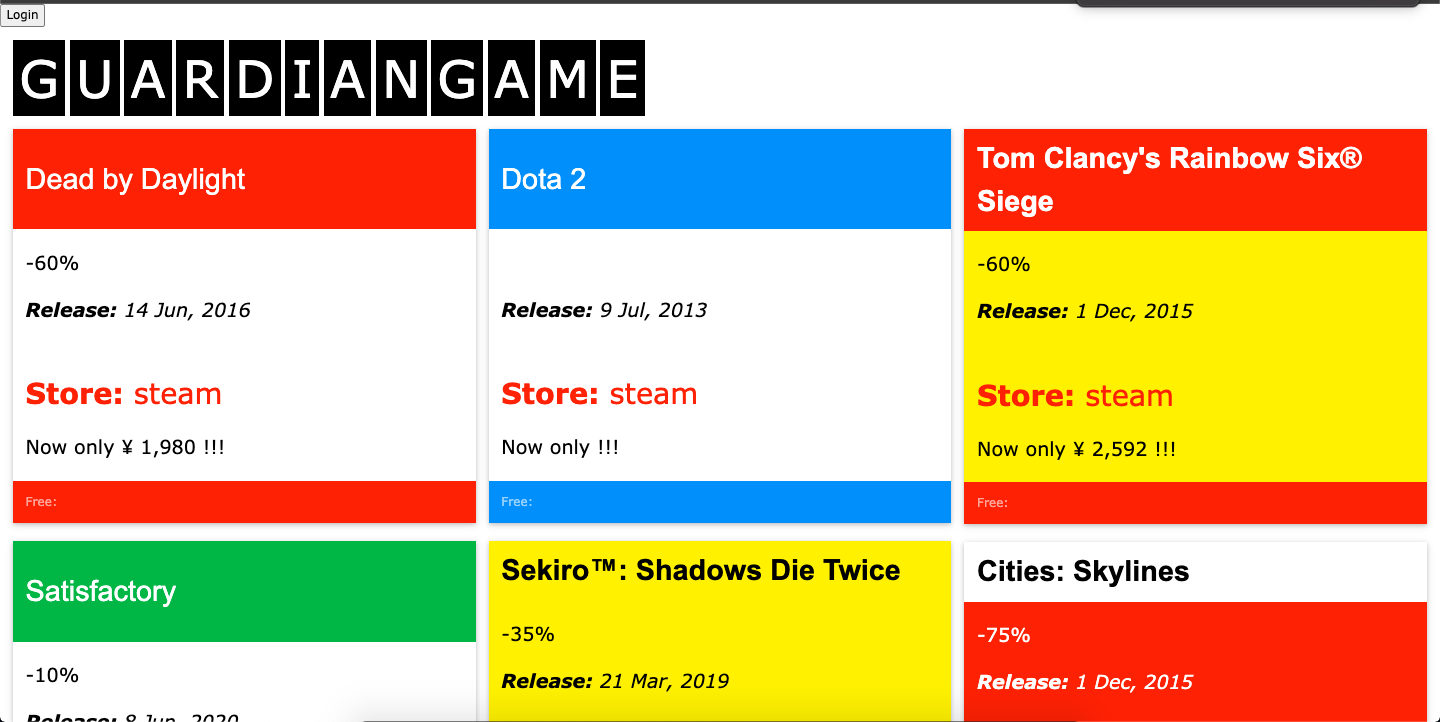 Login
GUARDIANGAME
Dead by Daylight
-60%
Release: 14 Jun, 2016
Store: steam
Now only ¥ 1,980 !!!
Free:
Dota 2
Release: 9 Jul, 2013
Store: steam
Now only !!!
Free:
Tom Clancy's Rainbow Six®
Siege
-60%
Release: 1 Dec, 2015
Store: steam
Now only ¥ 2,592 !!!
Free:
Satisfactory
-10%
Release: 8 Jun, 2020
Sekiro™: Shadows Die Twice
-35%
Release: 21 Mar, 2019
Cities: Skylines
-75%
Release: 1 Dec, 2015